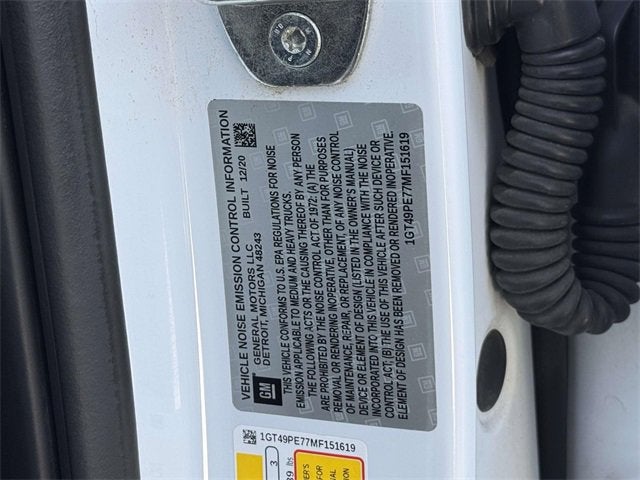 VEHICLE NOISE EMISSION CONTROL INFORMATION
GM
GENERAL MOTORS LLC BUILT 12/20
DETROIT, MICHIGAN 48243
THIS VEHICLE CONFORMS TO U.S. EPA REGULATIONS FOR NOISE
EMISSION APPLICABLE TO MEDIUM AND HEAVY TRUCKS.
THE FOLLOWING ACTS OR THE CAUSING THEREOF BY ANY PERSON
ARE PROHIBITED BY THE NOISE CONTROL ACT OF 1972: (A) THE
REMOVAL OR RENDERING INOPERATIVE, OTHER THAN FOR PURPOSES
OF MAINTENANCE, REPAIR, OR REPLACEMENT, OF ANY NOISE CONTROL
DEVICE OR ELEMENT OF DESIGN (LISTED IN THE OWNER'S MANUAL)
INCORPORATED INTO THIS VEHICLE IN COMPLIANCE WITH THE NOISE
CONTROL ACT, (B) THE USE OF THIS VEHICLE AFTER SUCH DEVICE OR
ELEMENT OF DESIGN HAS BEEN REMOVED OR RENDERED INOPERATIVE.
1GT49PE77MF151619
1GT49PE77MF151619
3
39 lbs